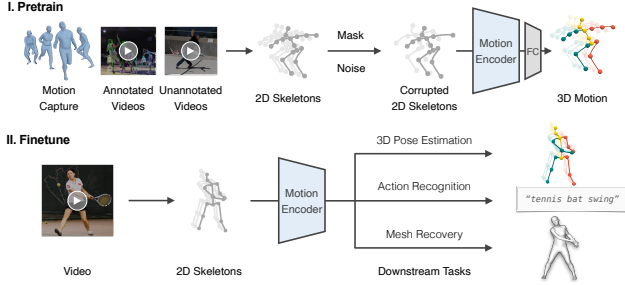 I. Pretrain
Mask
Noise
Motion
Encoder
FC
Motion
Capture
Annotated
Videos
Unannotated
Videos
2D Skeletons
Corrupted
2D Skeletons
3D Motion
II. Finetune
3D Pose Estimation
Motion
Encoder
Action Recognition
"tennis bat swing"
Mesh Recovery
Video
2D Skeletons
Downstream Tasks